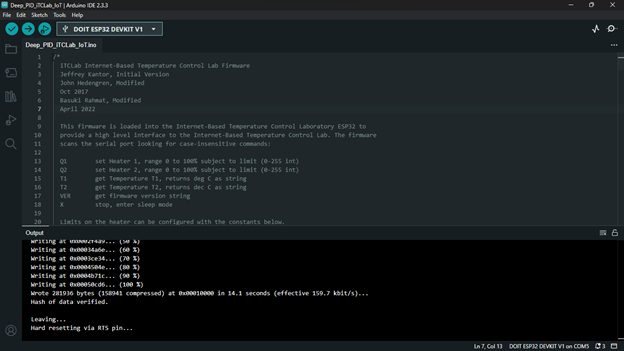 Deep_PID_iTCLab_IoT | Arduino IDE 2.3.3
File Edit Sketch Tools Help
DOIT ESP32 DEVKIT V1
Deep_PID_iTCLab_IoT.ino
1 /*
2 iTCLab Internet-Based Temperature Control Lab Firmware
3 Jeffrey Kantor, Initial Version
4 John Hedengren, Modified
5 Oct 2017
6 Basuki Rahmat, Modified
7 April 2022
8
9 This firmware is loaded into the Internet-Based Temperature Control Laboratory ESP32 to
10 provide a high level interface to the Internet-Based Temperature Control Lab. The firmware
11 scans the serial port looking for case-insensitive commands:
12
13 Q1 set Heater 1, range 0 to 100% subject to limit (0-255 int)
14 Q2 set Heater 2, range 0 to 100% subject to limit (0-255 int)
15 T1 get Temperature T1, returns deg C as string
16 T2 get Temperature T2, returns dec C as string
17 VER get firmware version string
18 X stop, enter sleep mode
19
20 Limits on the heater can be configured with the constants below.
Output
Writing at 0x0002f4a9... (50 %)
Writing at 0x00034a6e... (60 %)
Writing at 0x0003ce34... (70 %)
Writing at 0x0004504e... (80 %)
Writing at 0x0004b71c... (90 %)
Writing at 0x00050cd6... (100 %)
Wrote 281936 bytes (158941 compressed) at 0x00010000 in 14.1 seconds (effective 159.7 kbit/s)...
Hash of data verified.
Leaving...
Hard resetting via RTS pin...
Ln 7, Col 13 DOIT ESP32 DEVKIT V1 on COM5 3